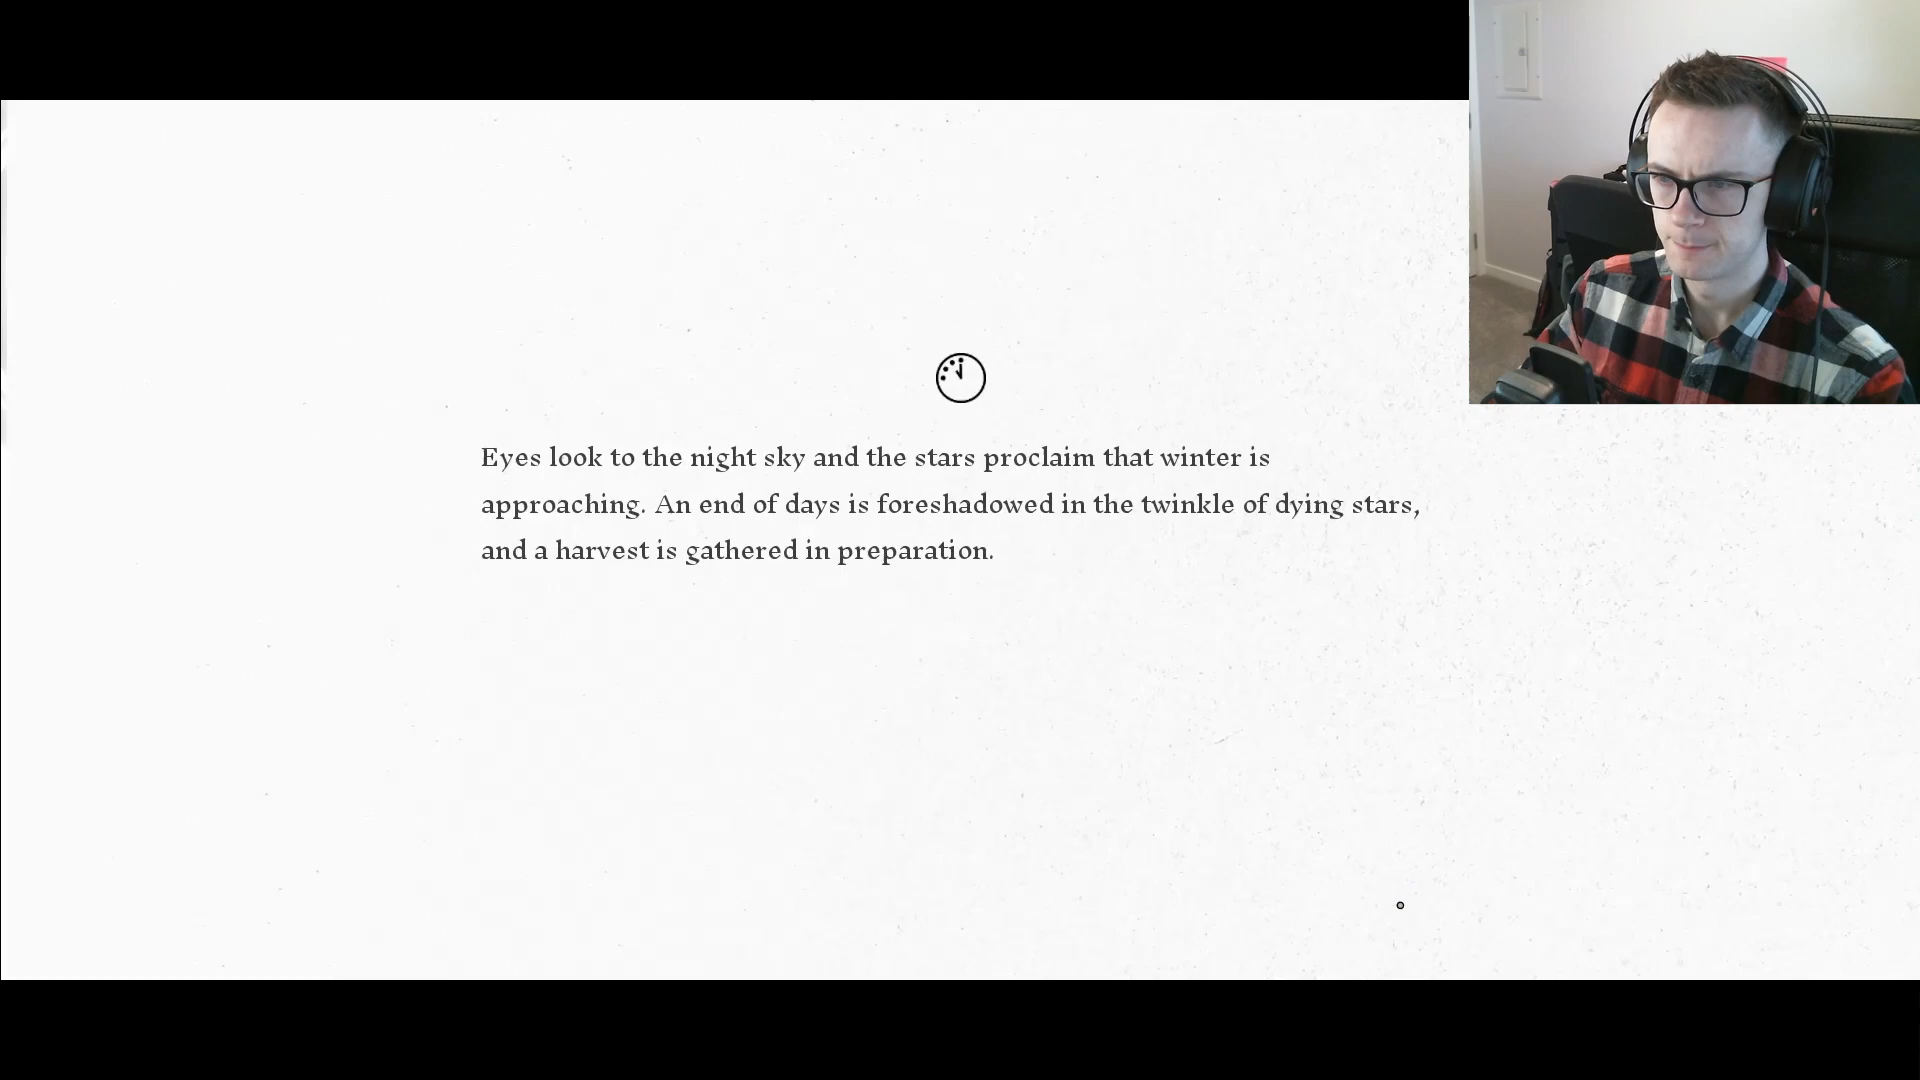 Eyes look to the night sky and the stars proclaim that winter is
approaching. An end of days is foreshadowed in the twinkle of dying stars,
and a harvest is gathered in preparation.